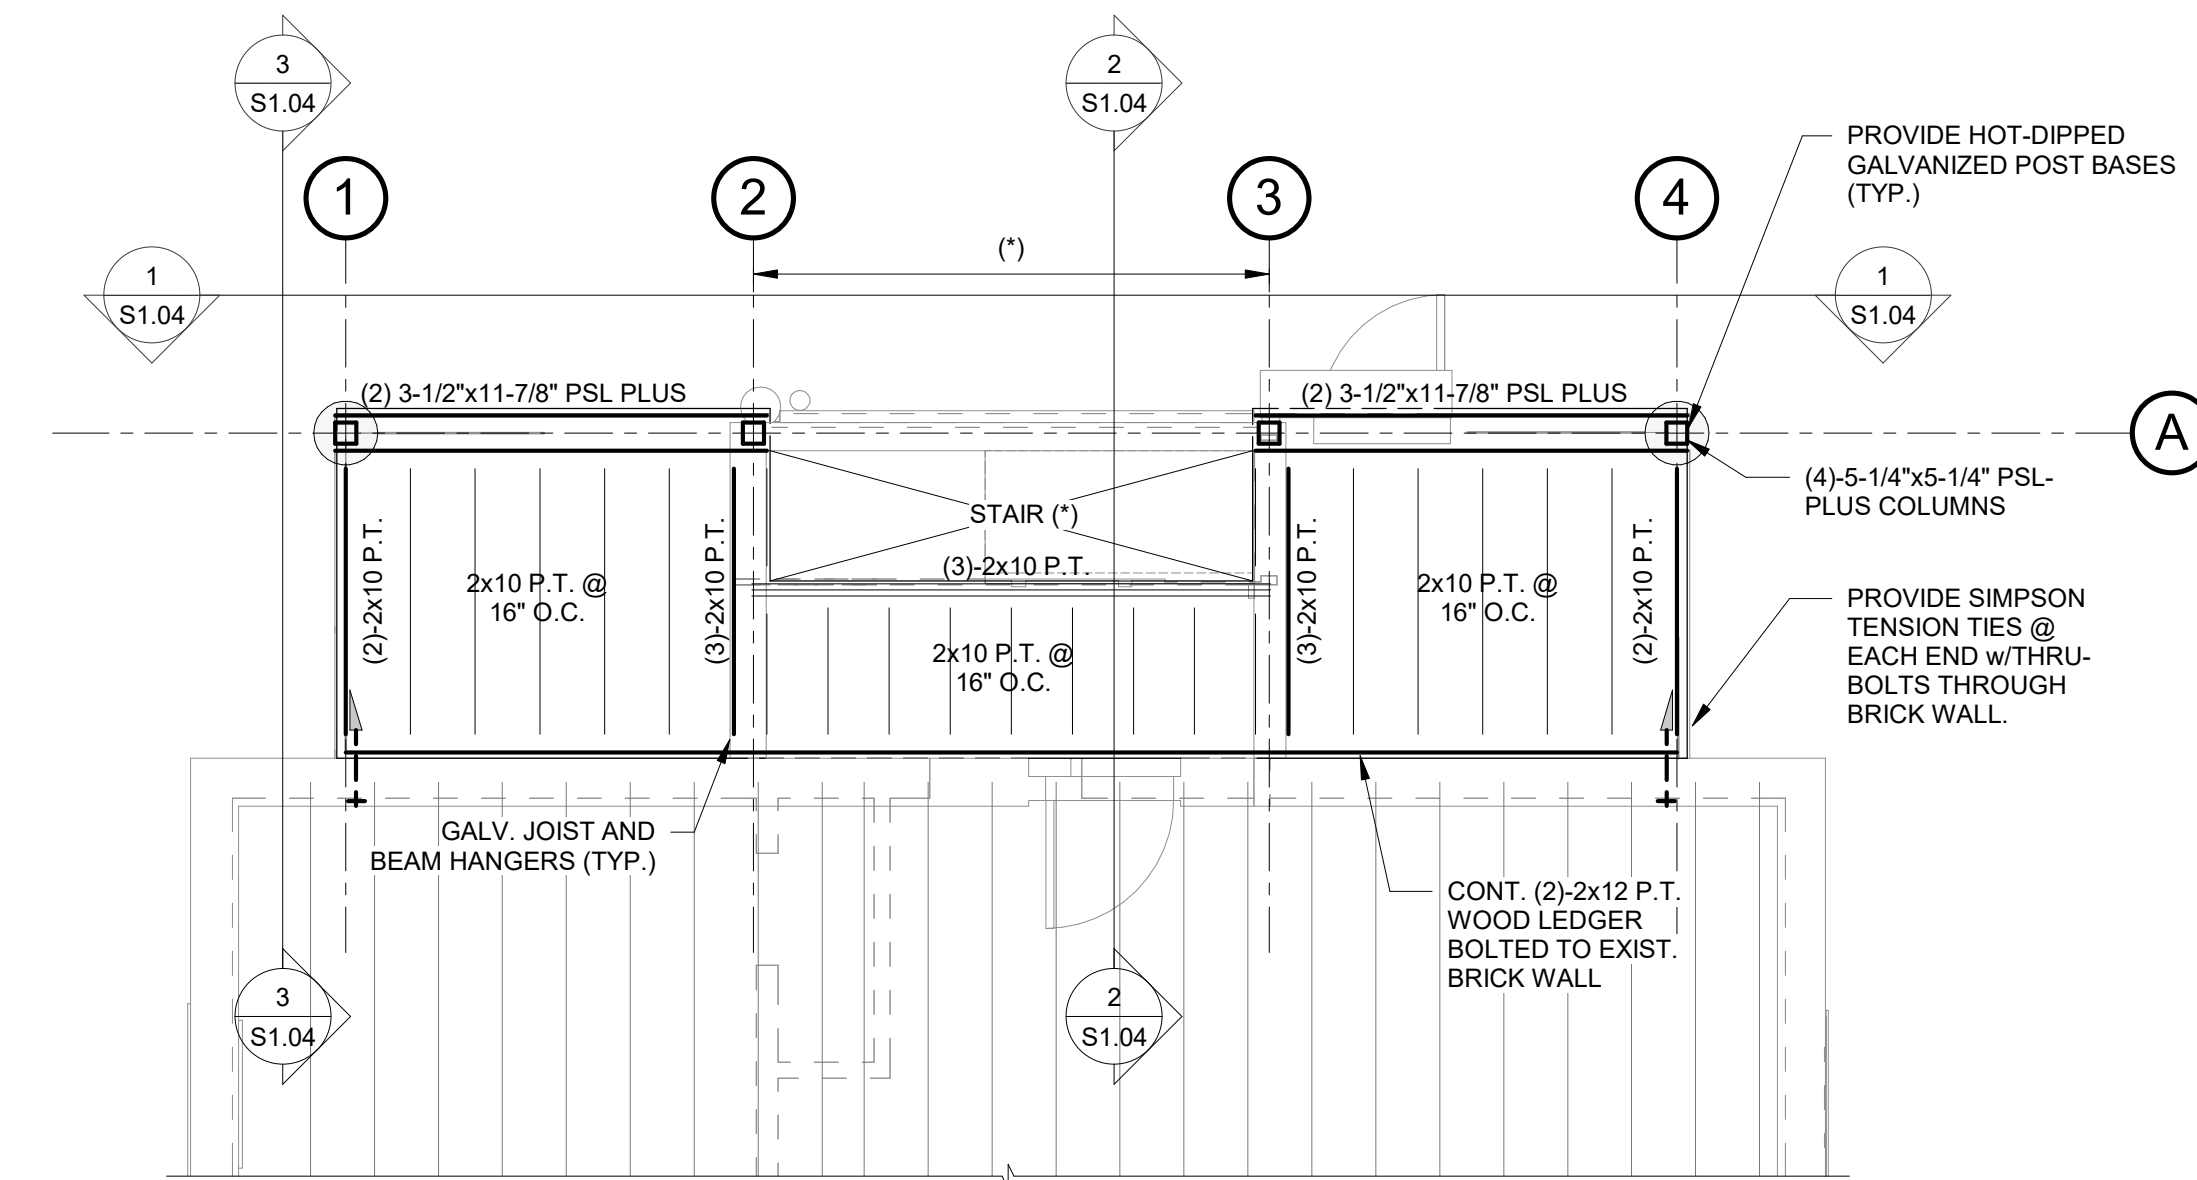 3
S1.04
2
S1.04
PROVIDE HOT-DIPPED
GALVANIZED POST BASES
(TYP.)
1
2
3
4
(*)
1
S1.04
1
S1.04
(2) 3-1/2"x11-7/8" PSL PLUS
(2) 3-1/2"x11-7/8" PSL PLUS
A
(4)-5-1/4"x5-1/4" PSL-
PLUS COLUMNS
STAIR (*)
(3)-2x10 P.T.
(2)-2x10 P.T.
2x10 P.T. @
16" O.C.
(3)-2x10 P.T.
2x10 P.T. @
16" O.C.
(3)-2x10 P.T.
2x10 P.T. @
16" O.C.
(2)-2x10 P.T.
PROVIDE SIMPSON
TENSION TIES @
EACH END w/THRU-
BOLTS THROUGH
BRICK WALL.
GALV. JOIST AND
BEAM HANGERS (TYP.)
CONT. (2)-2x12 P.T.
WOOD LEDGER
BOLTED TO EXIST.
BRICK WALL
3
S1.04
2
S1.04